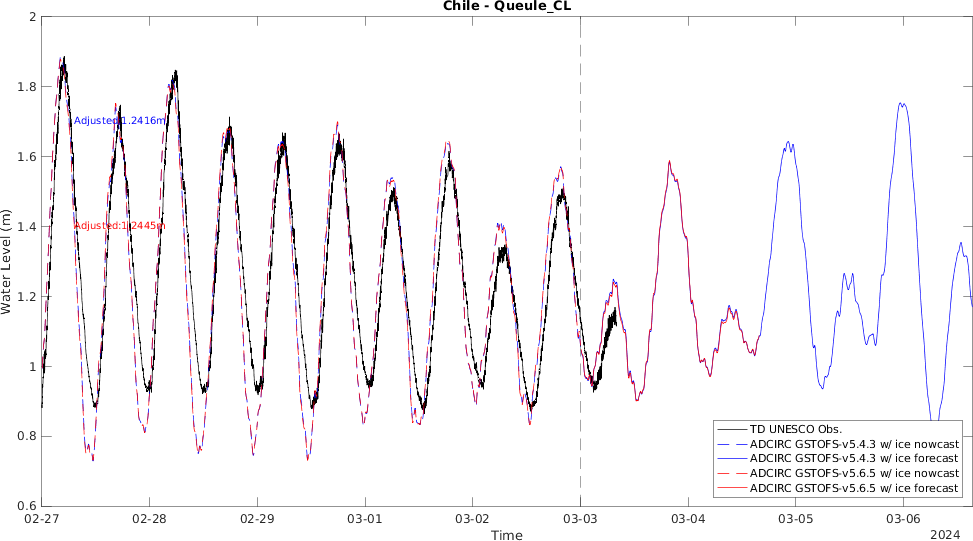 Chile - Queule_CL
2
1.8
1.6
1.4
1.2
1
0.8
0.6
Water Level (m)
Adjusted:1.2416m
Adjusted:1.2445m
TD UNESCO Obs.
ADCIRC GSTOFS-v5.4.3 w/ ice nowcast
ADCIRC GSTOFS-v5.4.3 w/ ice forecast
ADCIRC GSTOFS-v5.6.5 w/ ice nowcast
ADCIRC GSTOFS-v5.6.5 w/ ice forecast
02-27 02-28 02-29 03-01 03-02 03-03 03-04 03-05 03-06
Time
2024